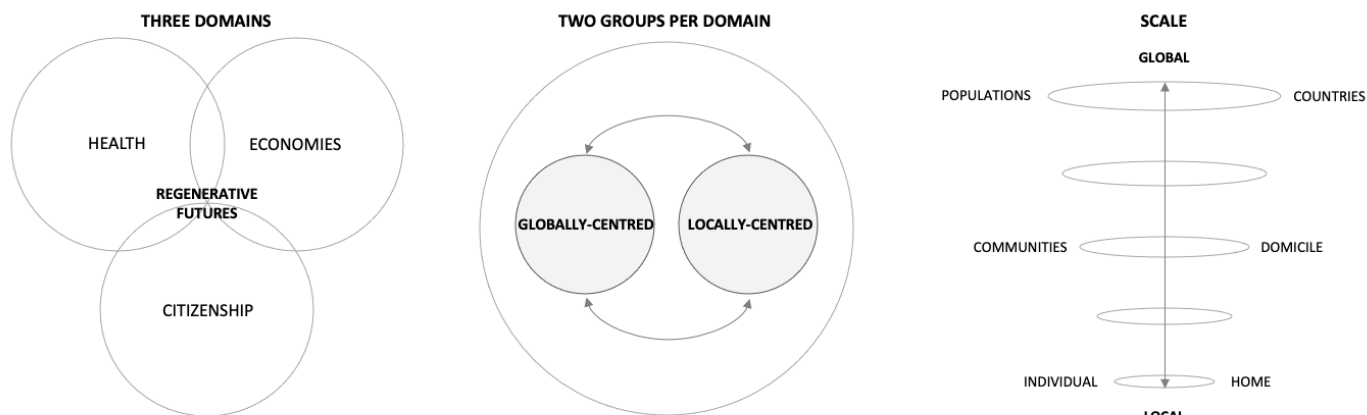 THREE DOMAINS
HEALTH
ECONOMIES
REGENERATIVE
FUTURES
CITIZENSHIP
TWO GROUPS PER DOMAIN
GLOBALLY-CENTRED
LOCALLY-CENTRED
SCALE
GLOBAL
POPULATIONS
COUNTRIES
COMMUNITIES
DOMICILE
INDIVIDUAL
HOME
LOCAL